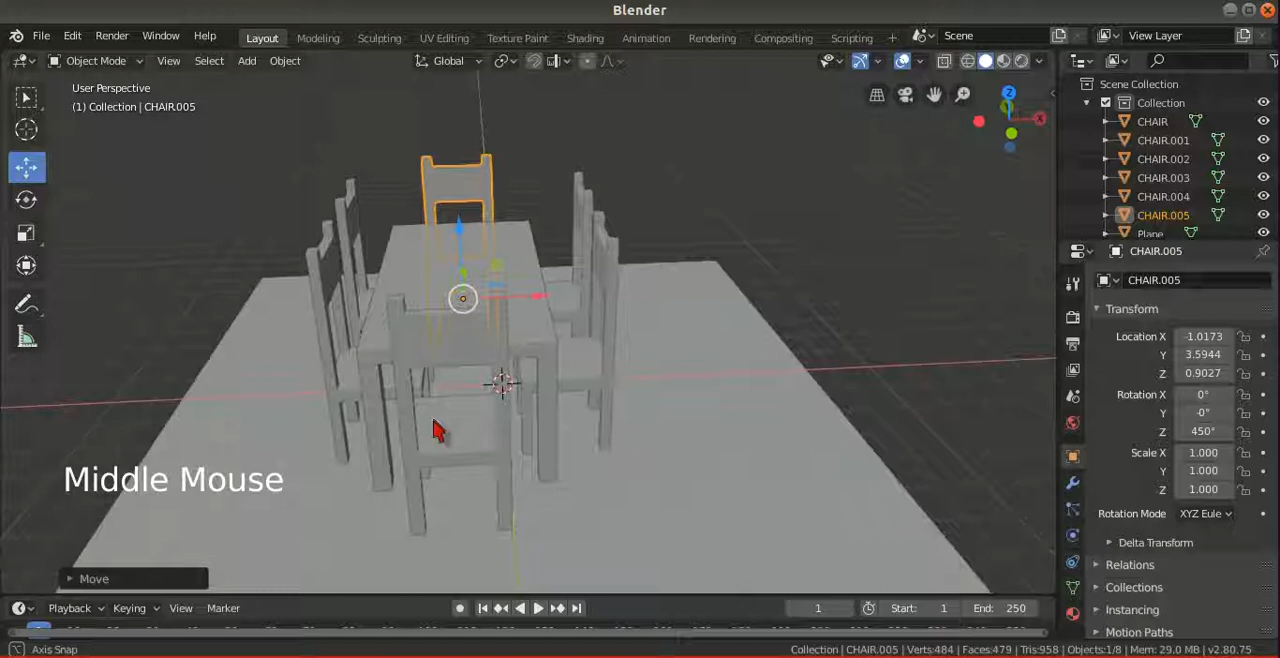 Blender
File Edit Render Window Help Layout Modeling Sculpting UV Editing Texture Paint Shading Animation Rendering Compositing Scripting + Scene View Layer
Object Mode View Select Add Object Global
User Perspective
(1) Collection | CHAIR.005
Z
X
Scene Collection
Collection
CHAIR
CHAIR.001
CHAIR.002
CHAIR.003
CHAIR.004
CHAIR.005
Plane
CHAIR.005
CHAIR.005
Transform
Location X -1.0173
Y 3.5944
Z 0.9027
Rotation X 0°
Y -0°
Z 450°
Scale X 1.000
Y 1.000
Z 1.000
Rotation Mode XYZ Eule
Delta Transform
Relations
Collections
Instancing
Motion Paths
Middle Mouse
Move
Playback Keying View Marker 1 Start: 1 End: 250
Axis Snap Collection | CHAIR.005 | Verts:484 | Faces:479 | Tris:958 | Objects:1/8 | Mem: 29.0 MB | v2.80.75